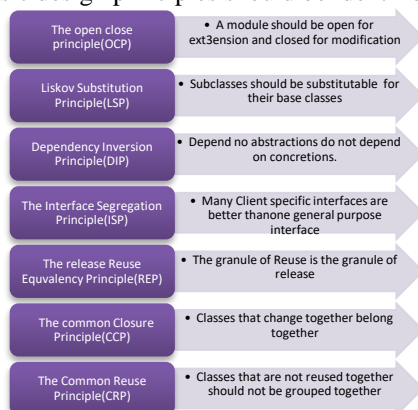 The open close
principle(OCP)
• A module should be open for
ext3ension and closed for modification
Liskov Substitution
Principle(LSP)
• Subclasses should be substitutable for
their base classes
Dependency Inversion
Principle(DIP)
• Depend no abstractions do not depend
on concretions.
The Interface Segregation
Principle(ISP)
• Many Client specific interfaces are
better thanone general purpose
interface
The release Reuse
Equvalency Principle(REP)
• The granule of Reuse is the granule of
release
The common Closure
Principle(CCP)
• Classes that change together belong
together
The Common Reuse
Principle(CRP)
• Classes that are not reused together
should not be grouped together